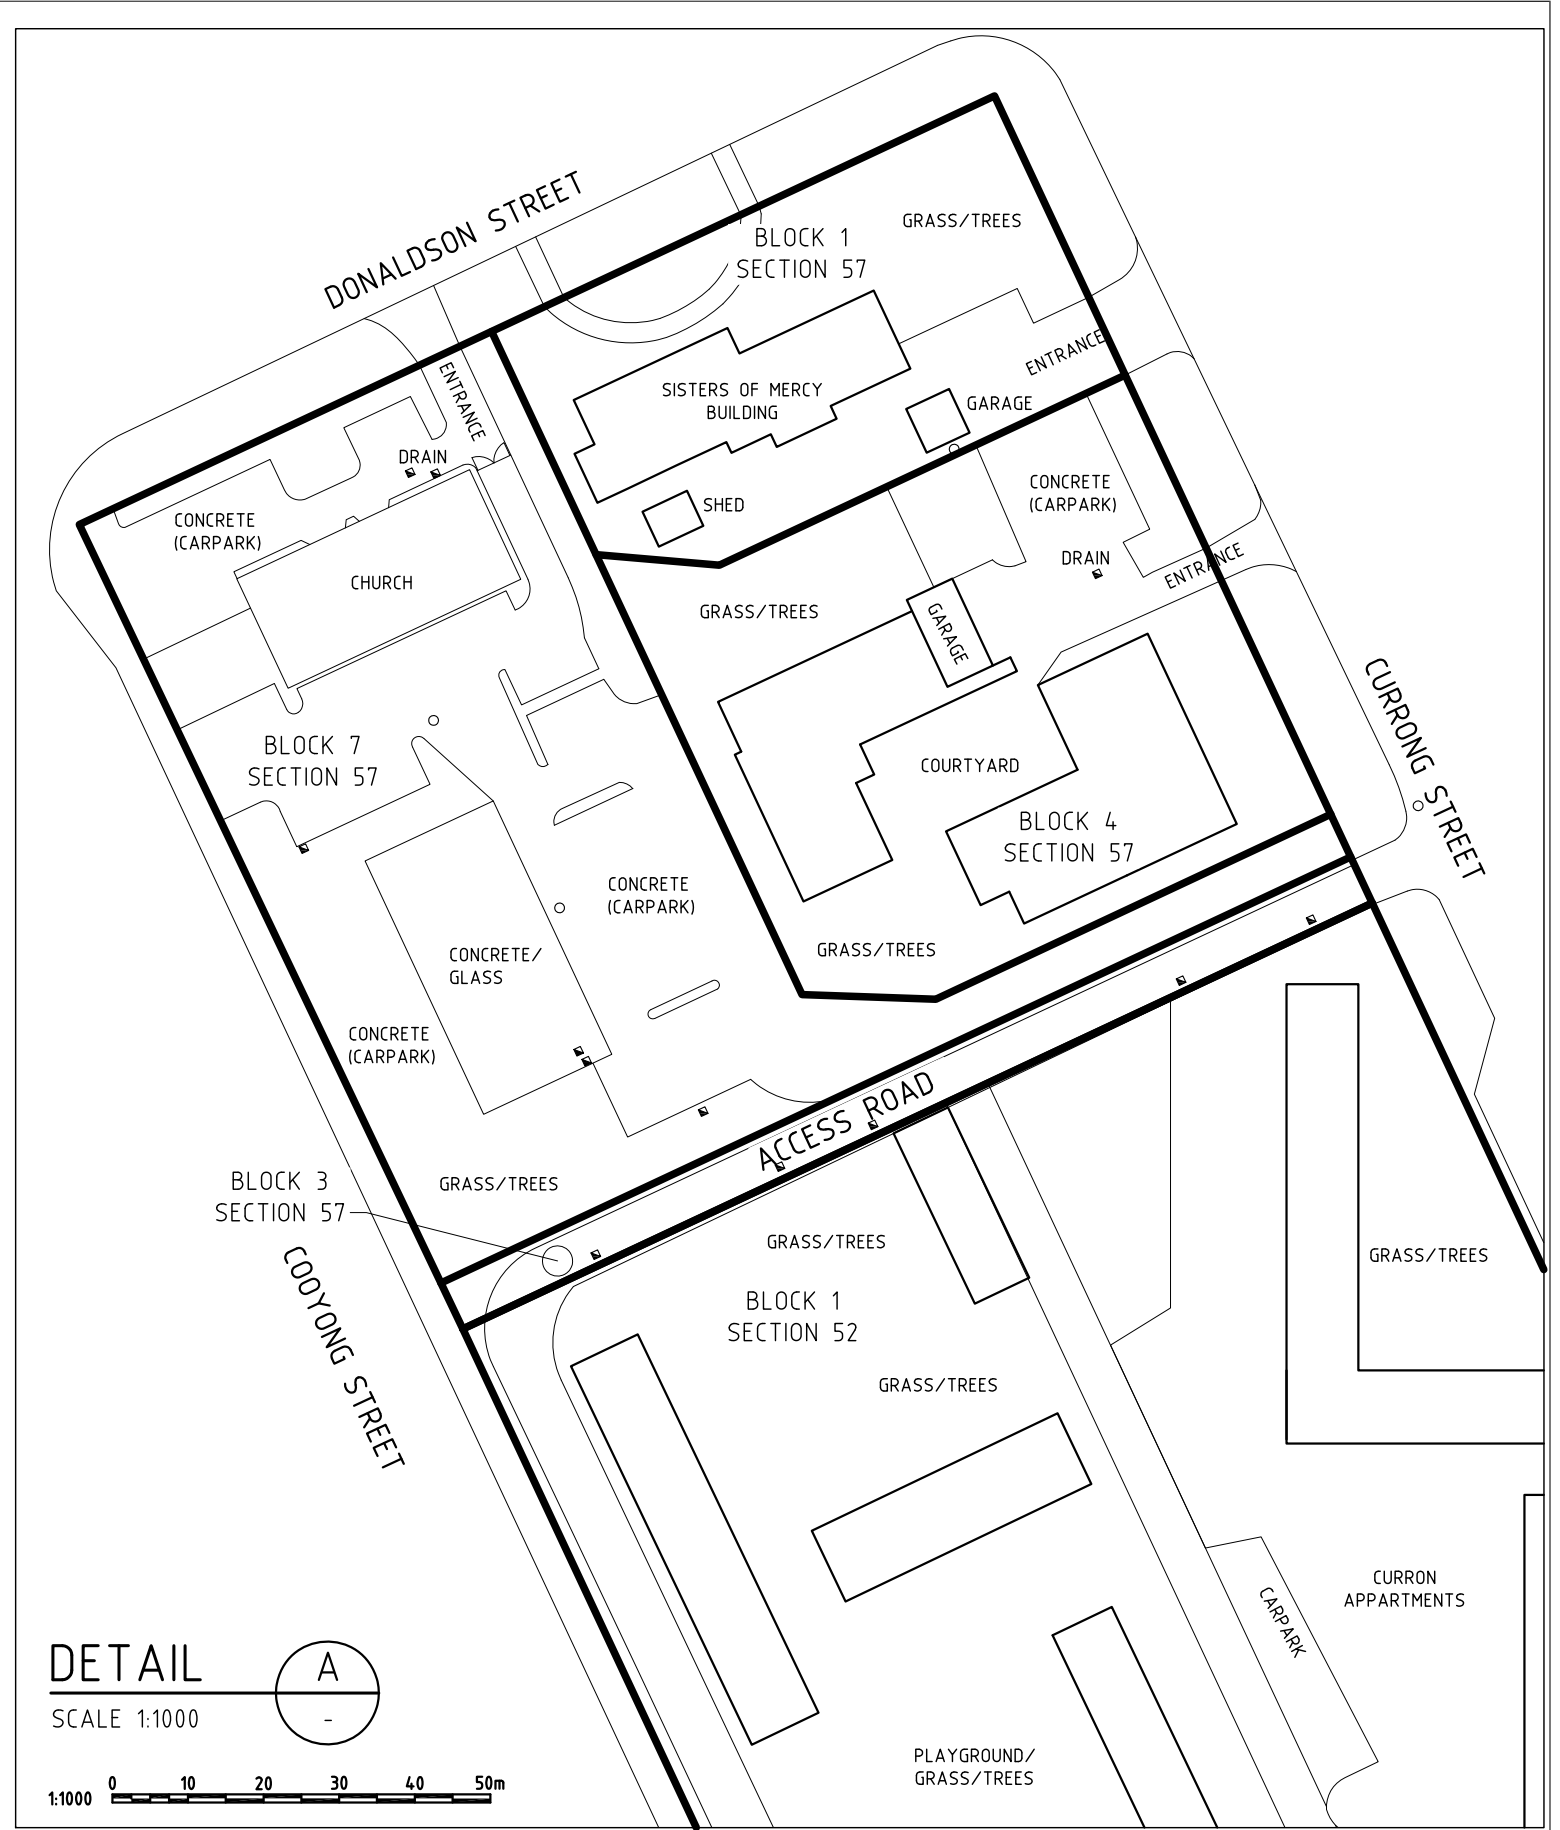 DONALDSON STREET
BLOCK 1
SECTION 57
GRASS/TREES
ENTRANCE
SISTERS OF MERCY
BUILDING
GARAGE
ENTRANCE
DRAIN
SHED
CONCRETE
(CARPARK)
CONCRETE
(CARPARK)
CHURCH
DRAIN
ENTRANCE
GRASS/TREES
GARAGE
CURRONG STREET
BLOCK 7
SECTION 57
COURTYARD
BLOCK 4
SECTION 57
CONCRETE
(CARPARK)
CONCRETE/
GLASS
GRASS/TREES
CONCRETE
(CARPARK)
ACCESS ROAD
BLOCK 3
SECTION 57
GRASS/TREES
COOYONG STREET
GRASS/TREES
GRASS/TREES
BLOCK 1
SECTION 52
GRASS/TREES
CURRON
APPARTMENTS
CARPARK
PLAYGROUND/
GRASS/TREES
DETAIL
A
-
SCALE 1:1000
1:1000
0 10 20 30 40 50m